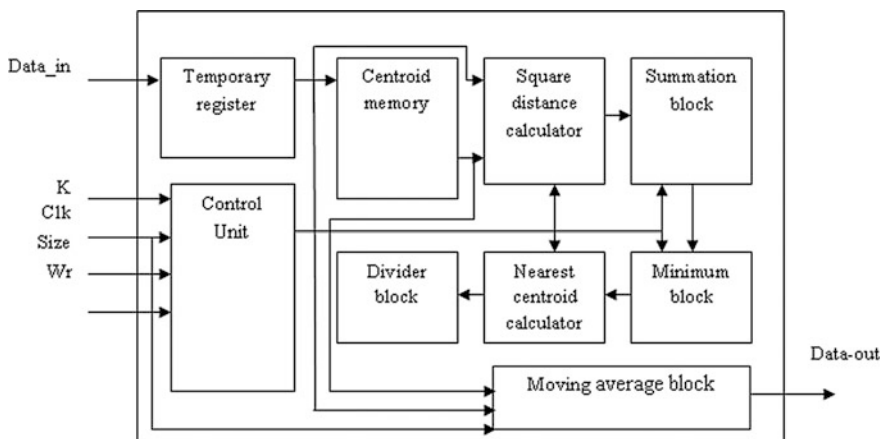 Data_in
Temporary
register
Centroid
memory
Square
distance
calculator
Summation
block
K
Clk
Size
Wr
Control
Unit
Divider
block
Nearest
centroid
calculator
Minimum
block
Moving average block
Data-out